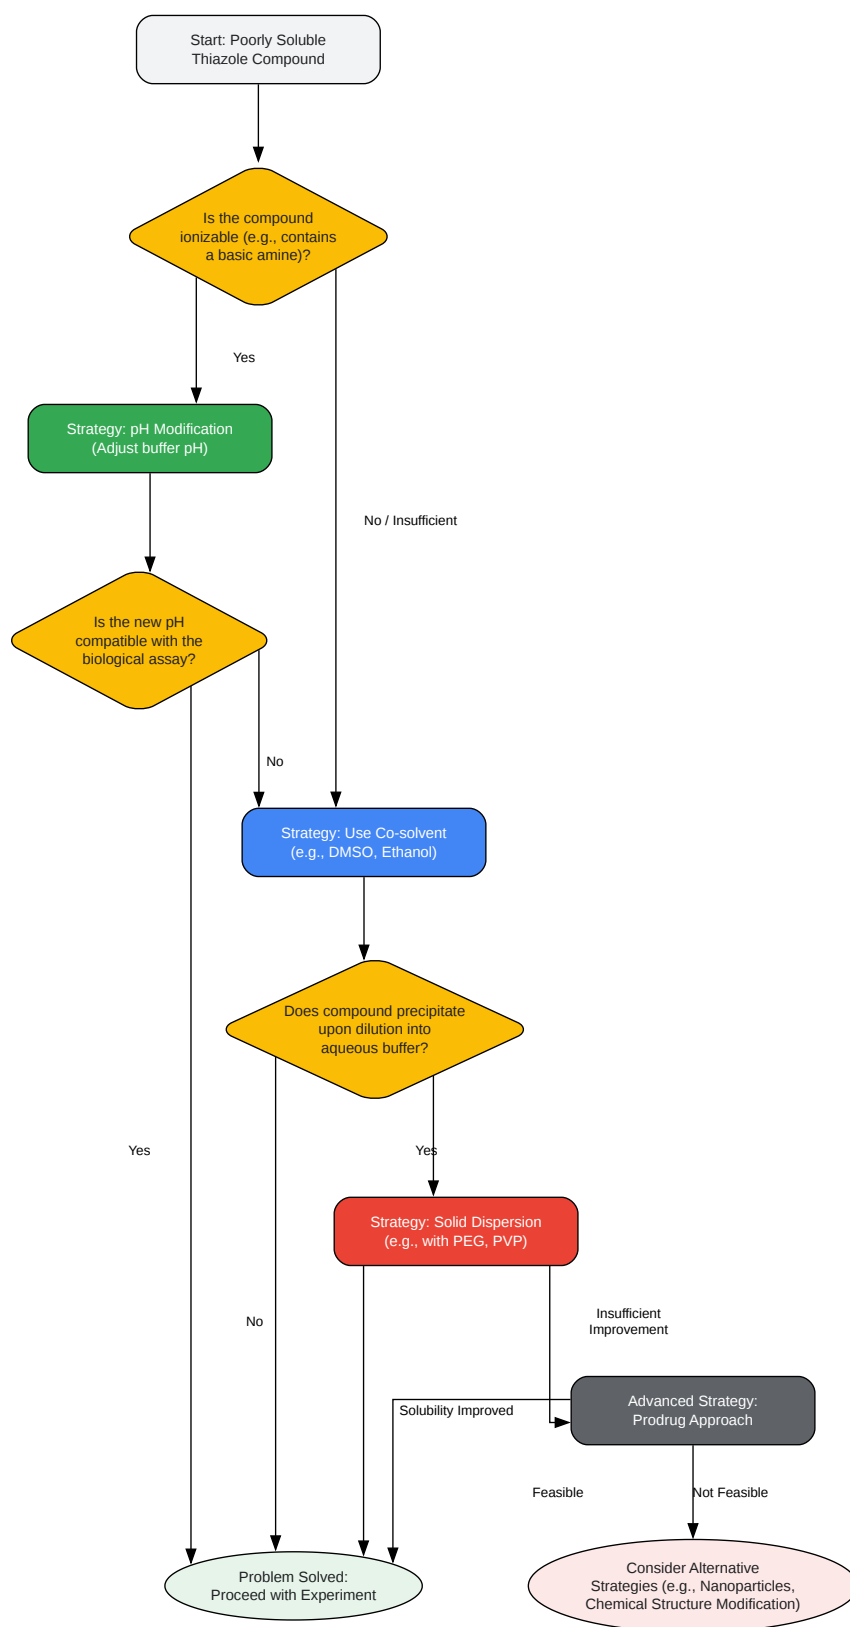 Start: Poorly Soluble
Thiazole Compound
Is the compound
ionizable (e.g., contains
a basic amine)?
Yes
Strategy: pH Modification
(Adjust buffer pH)
No / Insufficient
Is the new pH
compatible with the
biological assay?
No
Strategy: Use Co-solvent
(e.g., DMSO, Ethanol)
Does compound precipitate
upon dilution into
aqueous buffer?
Yes
Yes
Strategy: Solid Dispersion
(e.g., with PEG, PVP)
No
Insufficient
Improvement
Advanced Strategy:
Prodrug Approach
Solubility Improved
Feasible
Not Feasible
Problem Solved:
Proceed with Experiment
Consider Alternative
Strategies (e.g., Nanoparticles,
Chemical Structure Modification)